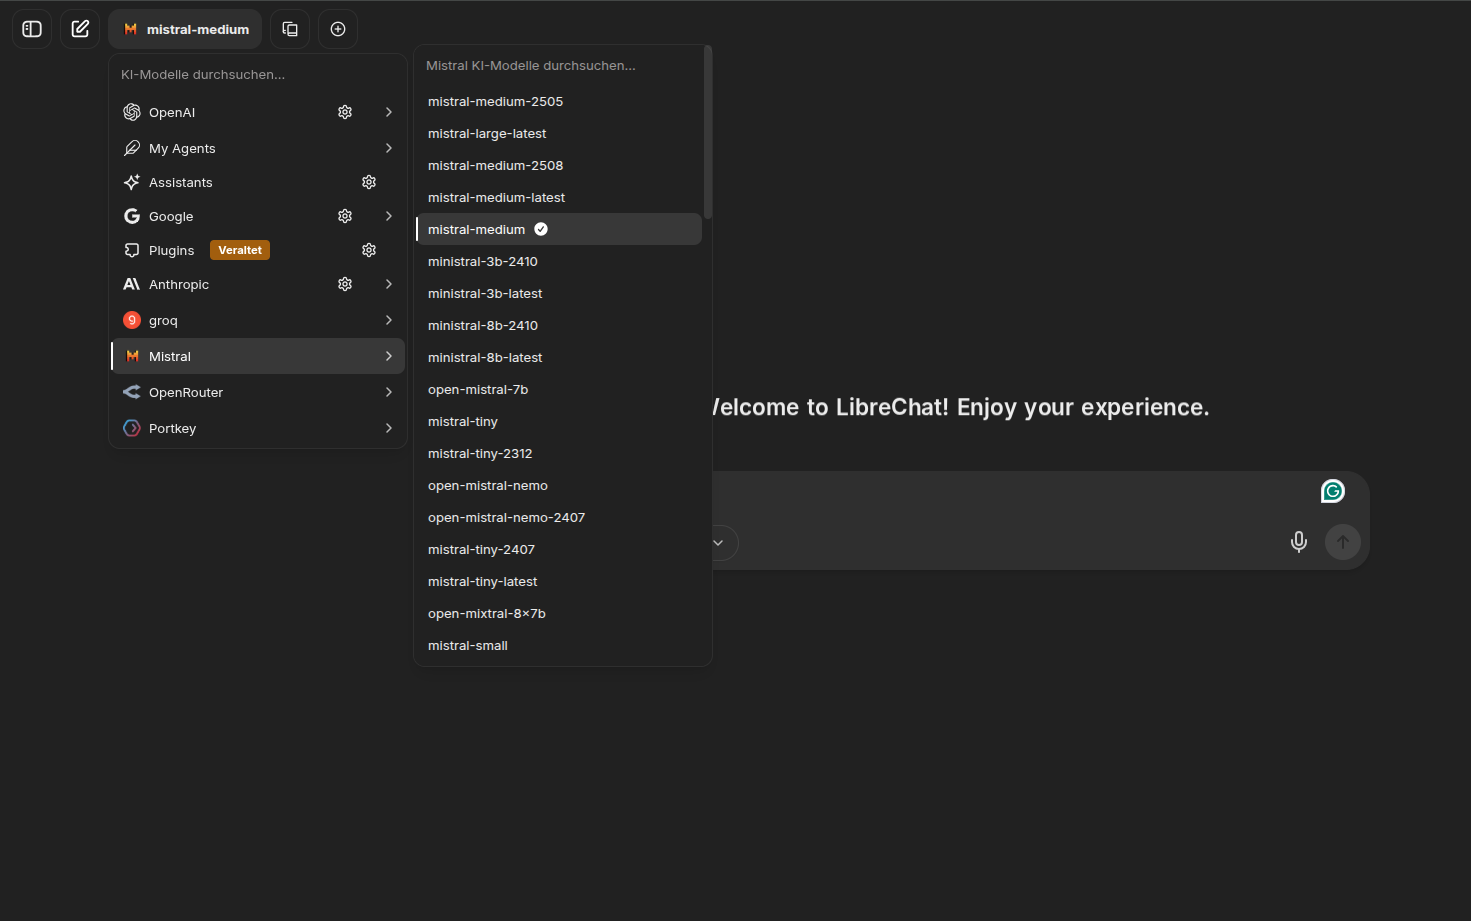 mistral-medium
KI-Modelle durchsuchen...
OpenAI
My Agents
Assistants
Google
Plugins Veraltet
Anthropic
groq
Mistral
OpenRouter
Portkey
Mistral KI-Modelle durchsuchen...
mistral-medium-2505
mistral-large-latest
mistral-medium-2508
mistral-medium-latest
mistral-medium
ministral-3b-2410
ministral-3b-latest
ministral-8b-2410
ministral-8b-latest
open-mistral-7b
mistral-tiny
mistral-tiny-2312
open-mistral-nemo
open-mistral-nemo-2407
mistral-tiny-2407
mistral-tiny-latest
open-mixtral-8×7b
mistral-small
Welcome to LibreChat! Enjoy your experience.